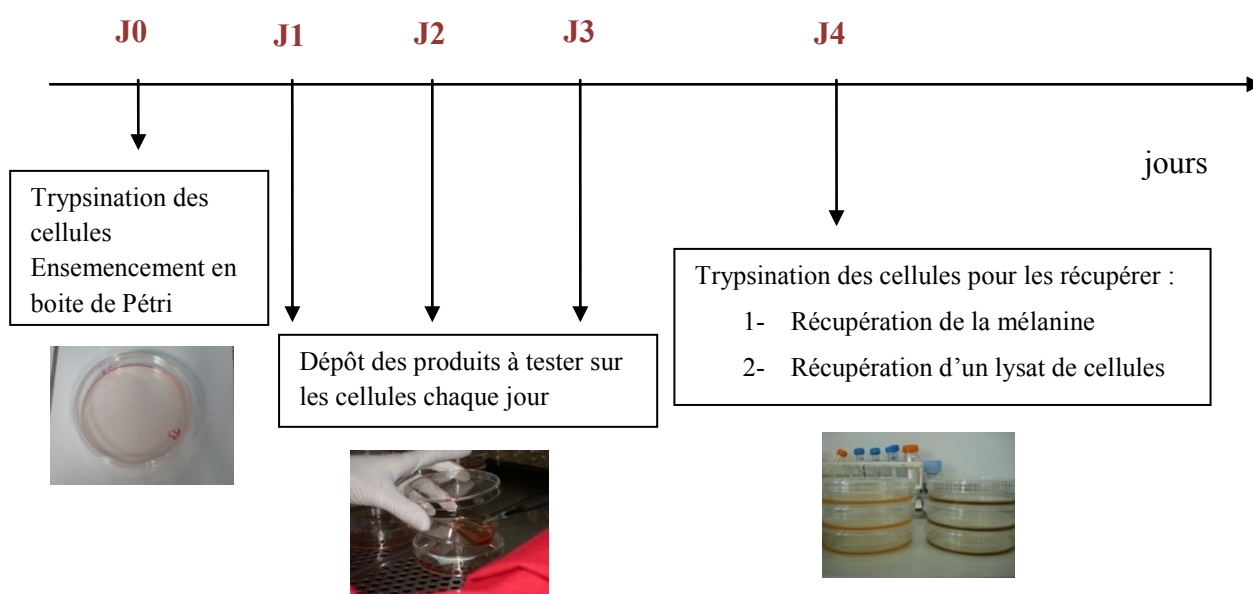 J0
J1
J2
J3
J4
jours
Trypsination des
cellules
Ensemencement en
boite de Pétri
Dépôt des produits à tester sur
les cellules chaque jour
Trypsination des cellules pour les récupérer :
1- Récupération de la mélanine
2- Récupération d’un lysat de cellules